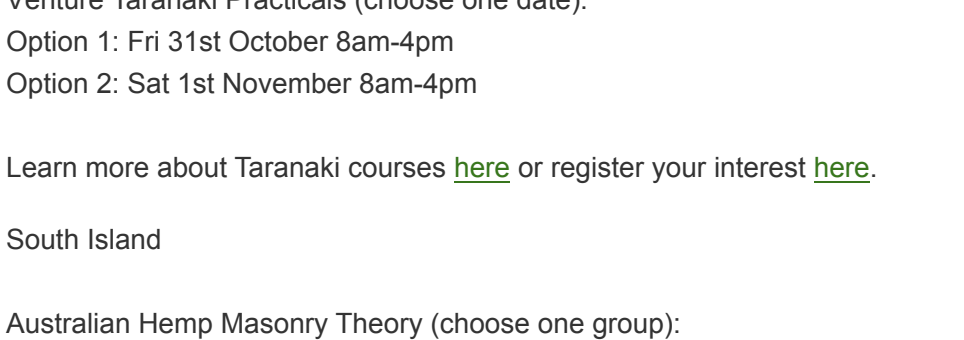 Venture Taranaki Practicals (choose one date):
Option 1: Fri 31st October 8am-4pm
Option 2: Sat 1st November 8am-4pm
Learn more about Taranaki courses here or register your interest here.
South Island
Australian Hemp Masonry Theory (choose one group):